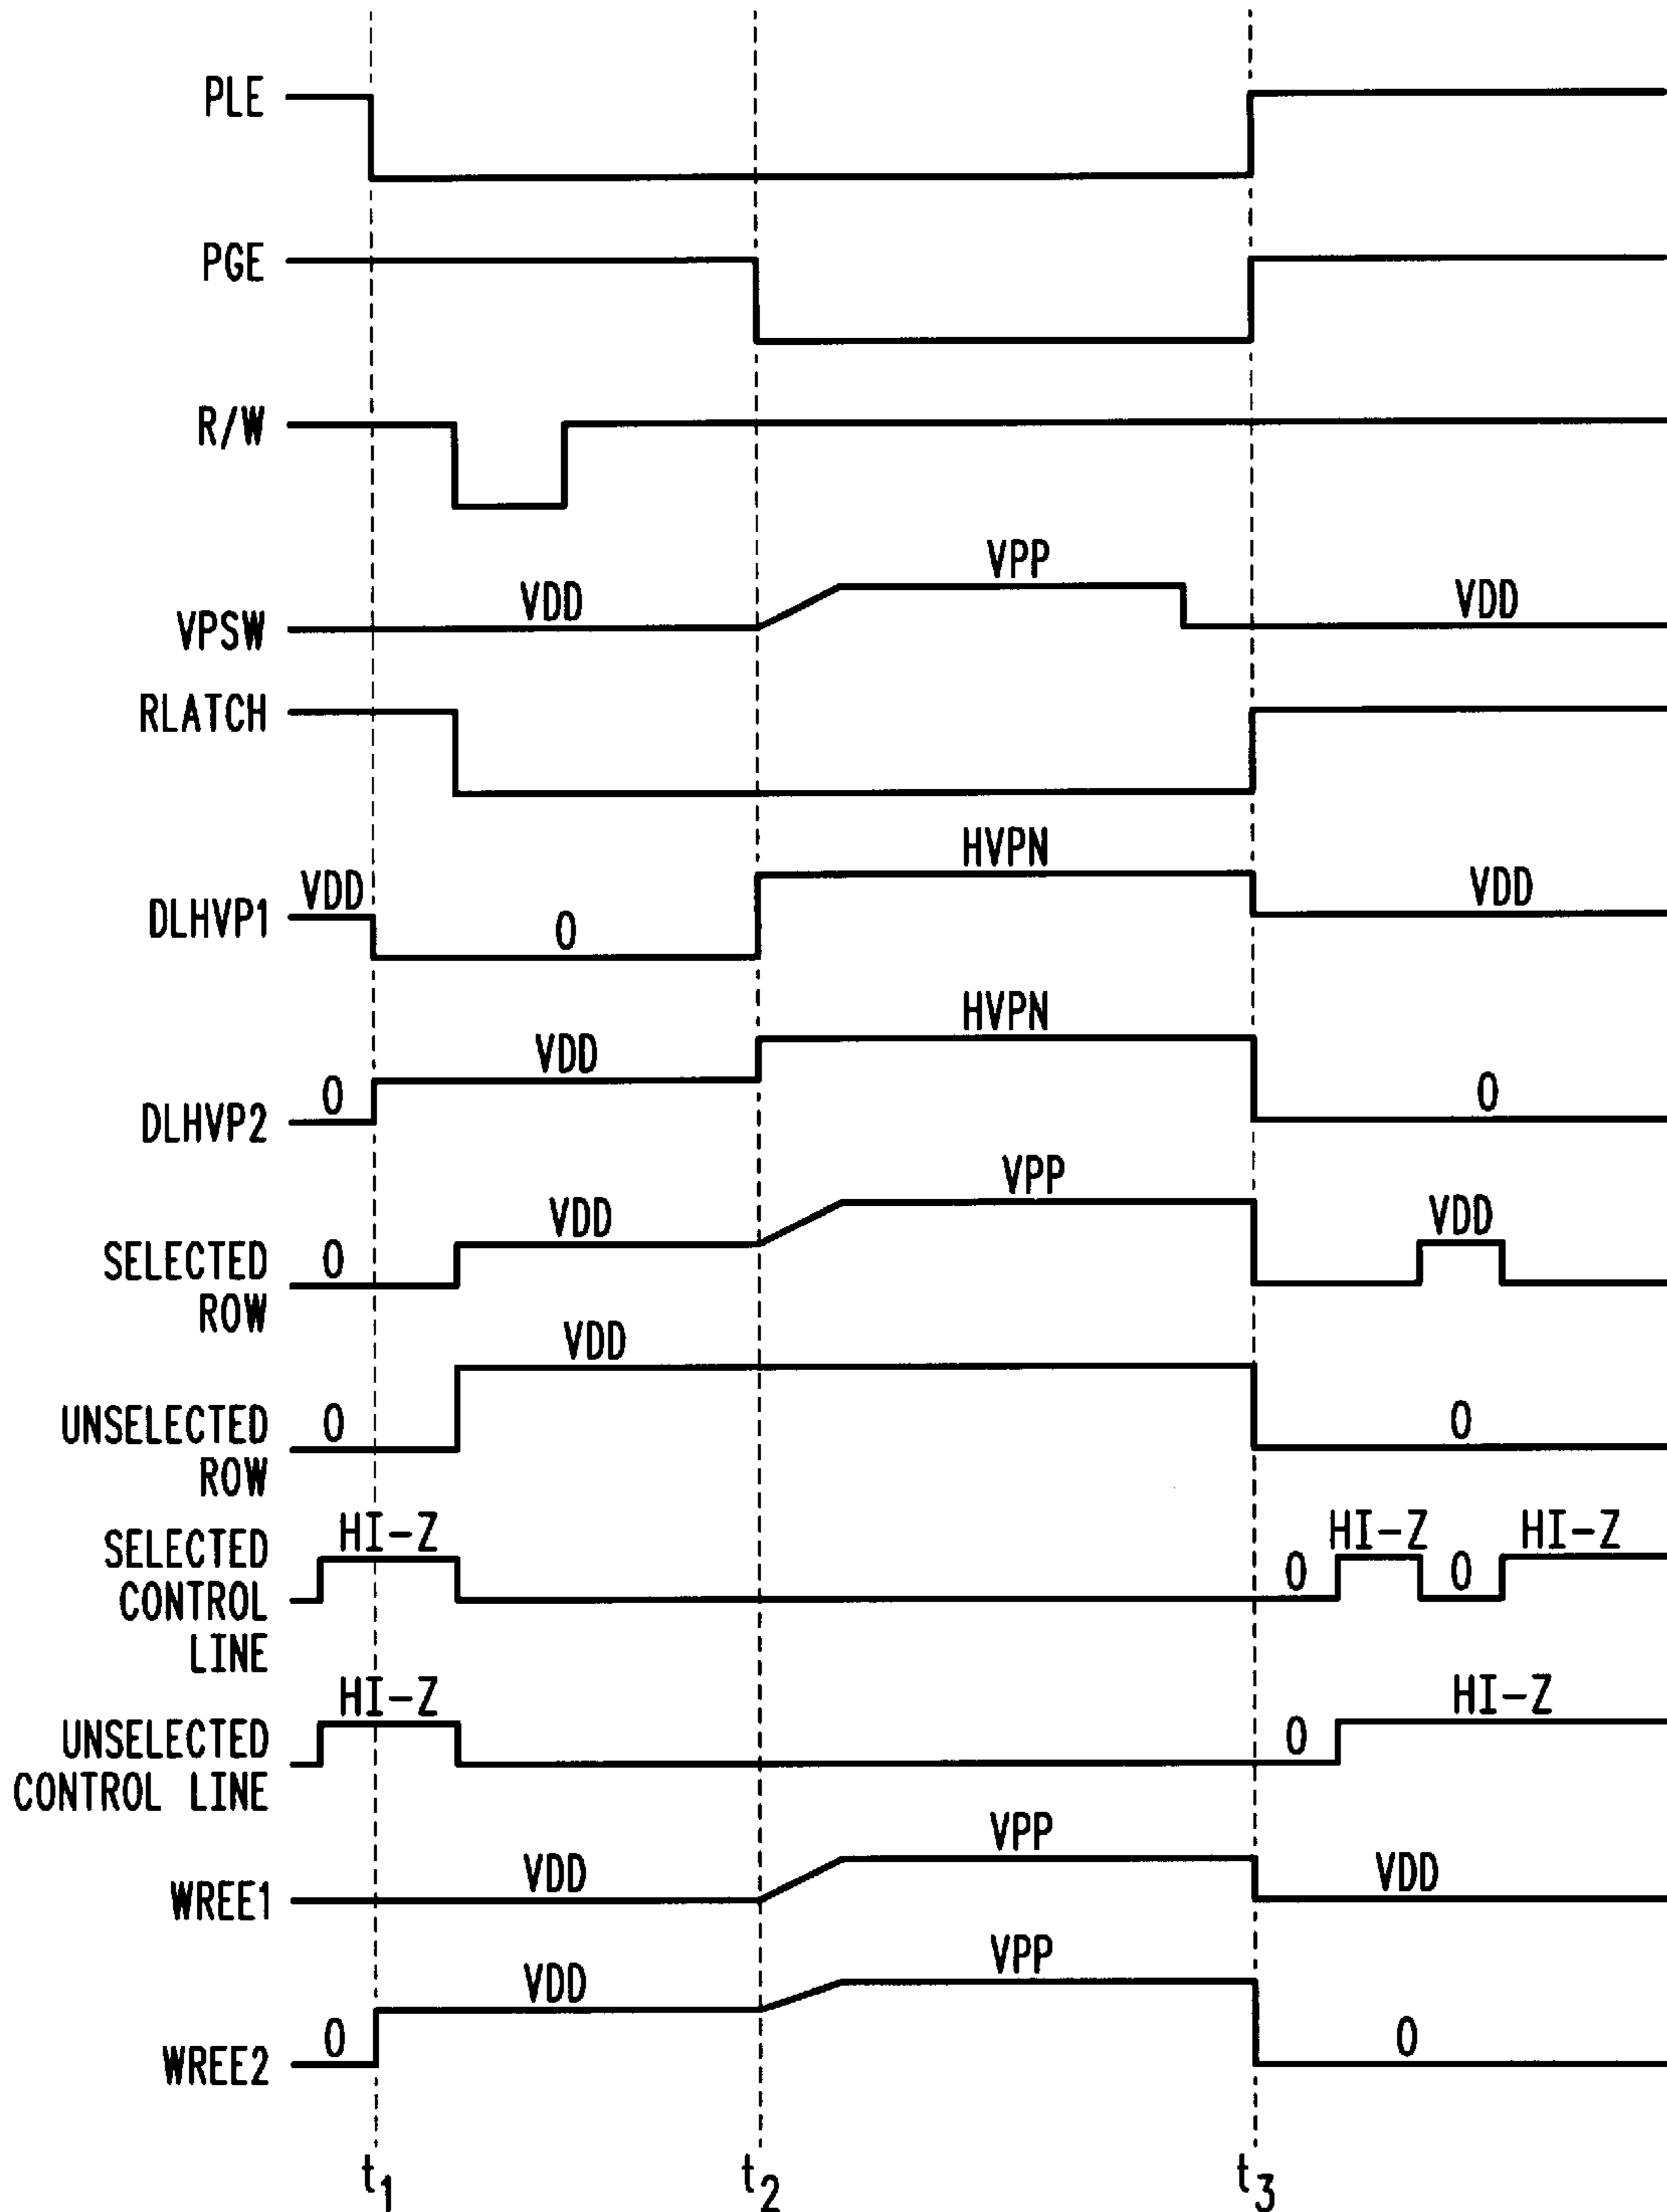 PLE
PGE
R/W
VPP
VDD
VDD
VPSW
RLATCH
HVPN
VDD
VDD
DLHVP1
0
HVPN
VDD
0
0
DLHVP2
VPP
VDD
VDD
0
SELECTED
ROW
VDD
0
0
UNSELECTED
ROW
HI-Z
HI-Z
HI-Z
SELECTED
0
0
CONTROL
LINE
HI-Z
HI-Z
UNSELECTED
0
CONTROL LINE
VPP
VDD
VDD
WREE1
VPP
VDD
0
0
WREE2
t1
t2
t3